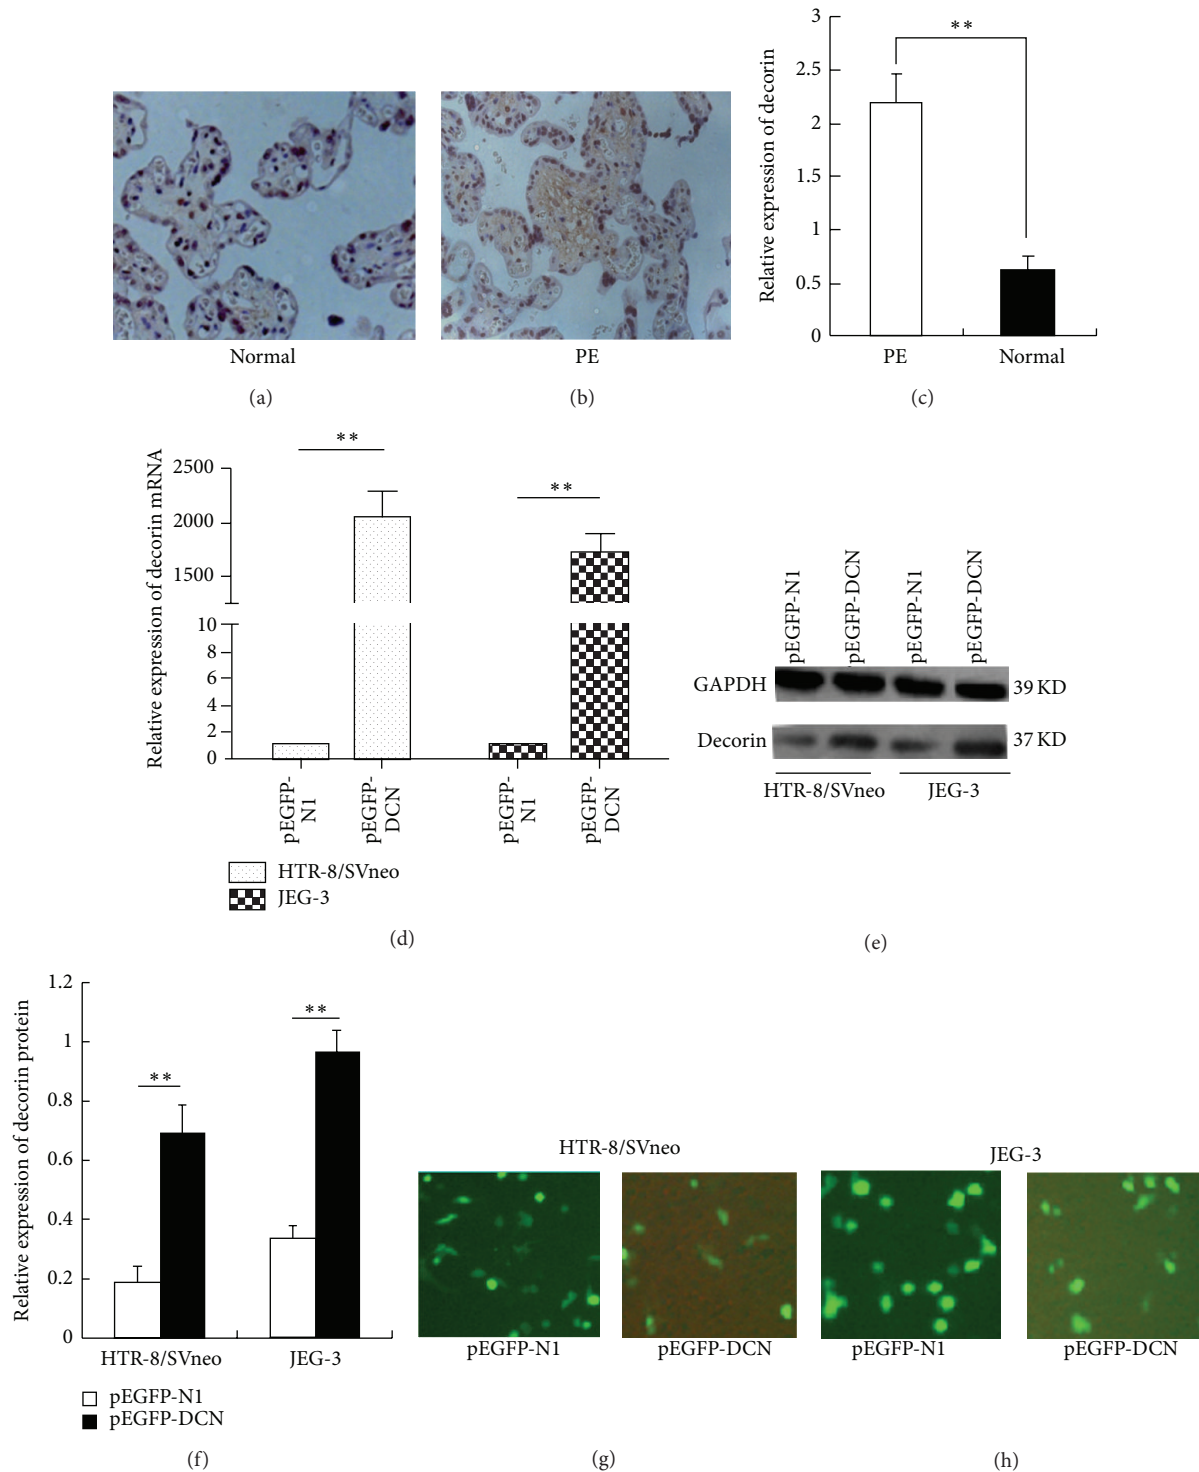 Normal
(a)
PE
(b)
Relative expression of decorin
3
2.5
2
1.5
1
0.5
0
**
PE
Normal
(c)
Relative expression of decorin mRNA
2500
2000
1500
10
8
6
4
2
0
**
**
pEGFP-
N1
pEGFP-
DCN
pEGFP-
N1
pEGFP-
DCN
HTR-8/SVneo
JEG-3
(d)
pEGFP-N1
pEGFP-DCN
pEGFP-N1
pEGFP-DCN
GAPDH
39 KD
Decorin
37 KD
HTR-8/SVneo
JEG-3
(e)
Relative expression of decorin protein
1.2
1
0.8
0.6
0.4
0.2
0
**
**
HTR-8/SVneo
JEG-3
pEGFP-N1
pEGFP-DCN
(f)
HTR-8/SVneo
pEGFP-N1
pEGFP-DCN
(g)
JEG-3
pEGFP-N1
pEGFP-DCN
(h)